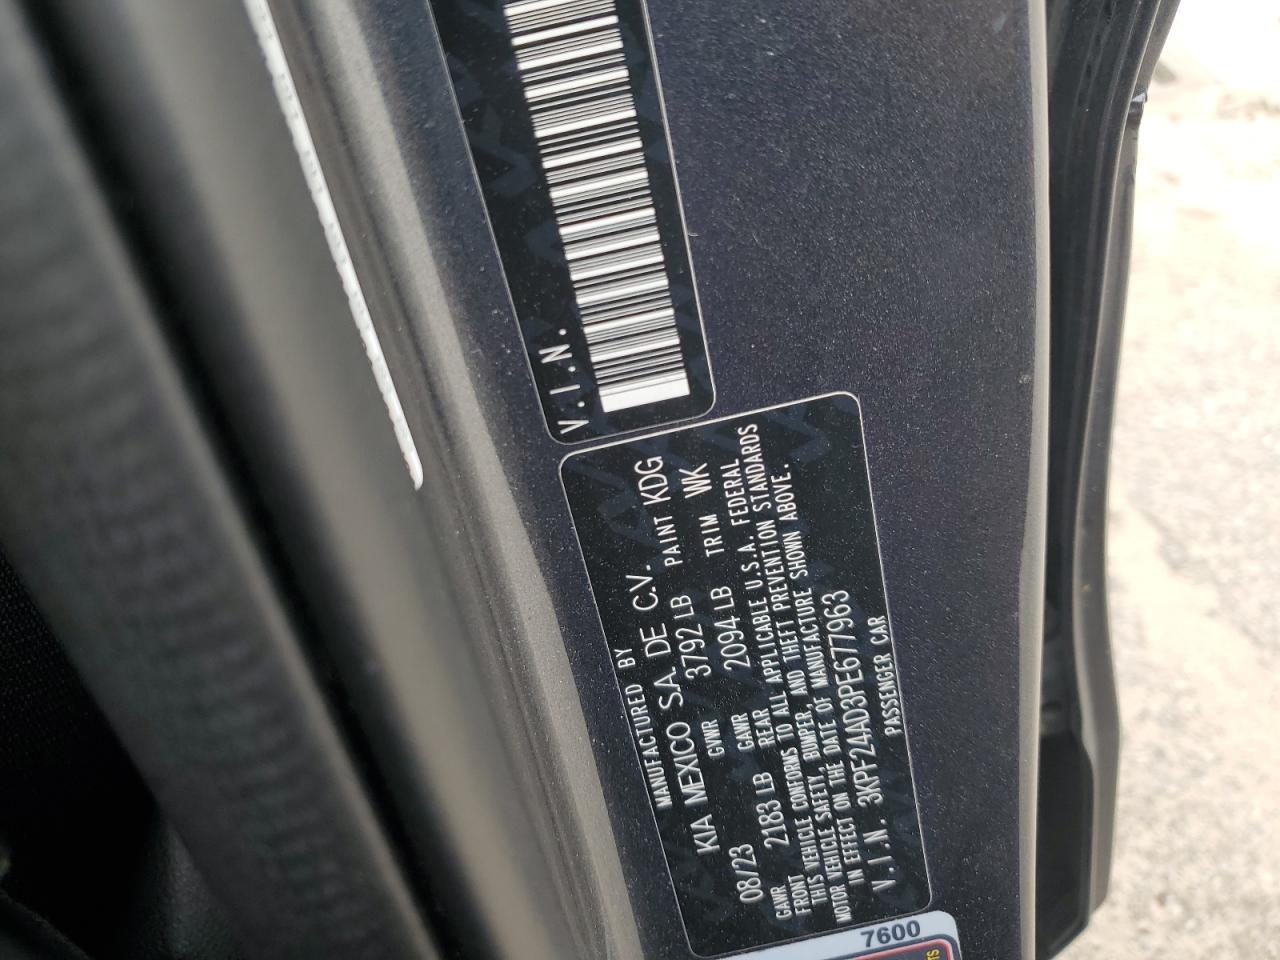 V.I.N.
MANUFACTURED BY
KIA MEXICO S.A. DE C.V.
08/23 GVWR 3792 LB PAINT KDG
GAWR FRONT 2183 LB GAWR REAR 2094 LB TRIM WK
THIS VEHICLE CONFORMS TO ALL APPLICABLE U.S.A. FEDERAL
MOTOR VEHICLE SAFETY, BUMPER, AND THEFT PREVENTION STANDARDS
IN EFFECT ON THE DATE OF MANUFACTURE SHOWN ABOVE.
V.I.N. 3KPF24AD3PE677963
PASSENGER CAR
7600